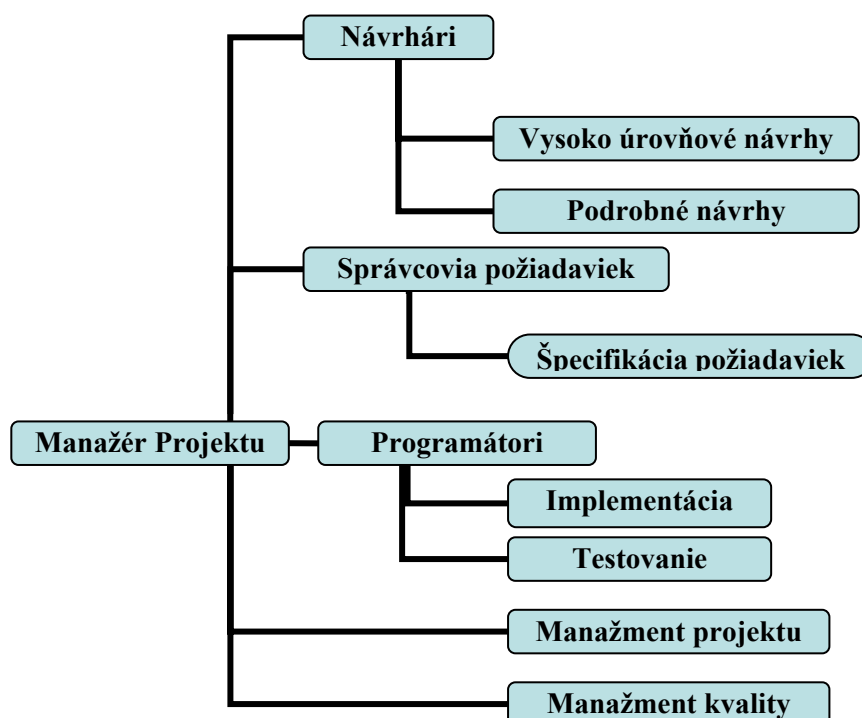 Návrhári
Vysoko úrovňové návrhy
Podrobné návrhy
Správcovia požiadaviek
Špecifikácia požiadaviek
Manažér Projektu
Programátori
Implementácia
Testovanie
Manažment projektu
Manažment kvality